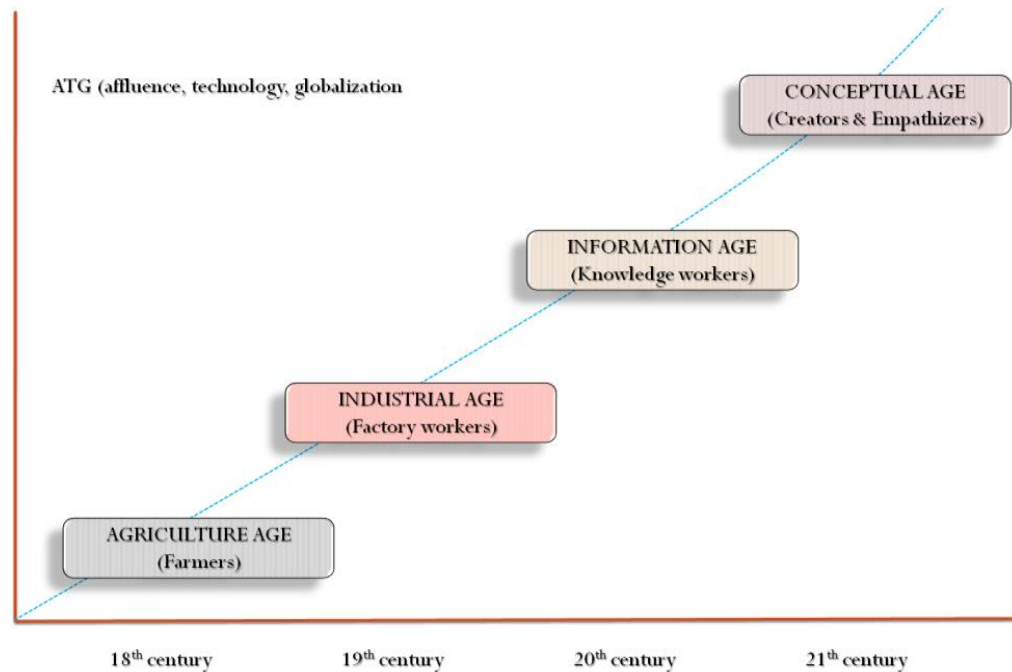 ATG (affluence, technology, globalization
CONCEPTUAL AGE
(Creators & Empathizers)
INFORMATION AGE
(Knowledge workers)
INDUSTRIAL AGE
(Factory workers)
AGRICULTURE AGE
(Farmers)
18th century
19th century
20th century
21th century